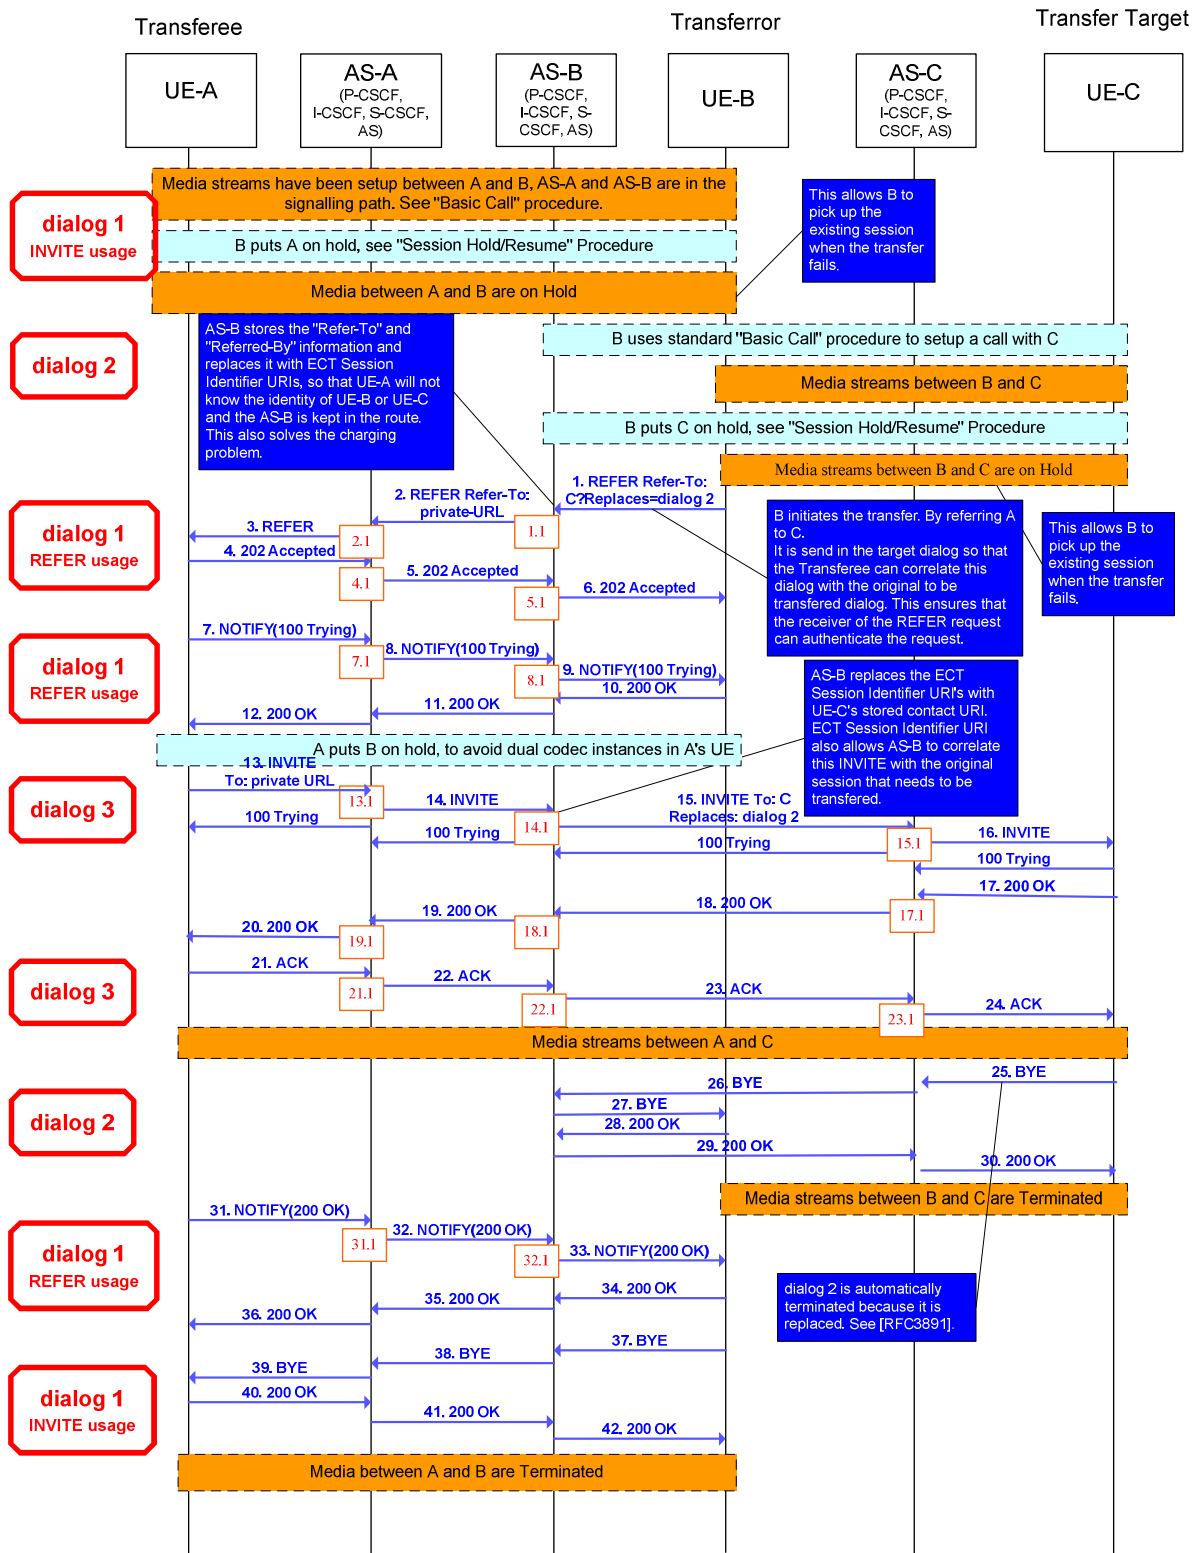 Transferee
Transferror
Transfer Target
UE-A
AS-A
(P-CSCF,
I-CSCF, S-CSCF,
AS)
AS-B
(P-CSCF,
I-CSCF, S-
CSCF, AS)
UE-B
AS-C
(P-CSCF,
I-CSCF, S-
CSCF, AS)
UE-C
Media streams have been setup between A and B, AS-A and AS-B are in the
signalling path. See "Basic Call" procedure.
This allows B to
pick up the
existing session
when the transfer
fails.
dialog 1
INVITE usage
B puts A on hold, see "Session Hold/Resume" Procedure
Media between A and B are on Hold
AS-B stores the "Refer-To" and
"Referred-By" information and
replaces it with ECT Session
Identifier URIs, so that UE-A will not
know the identity of UE-B or UE-C
and the AS-B is kept in the route.
This also solves the charging
problem.
B uses standard "Basic Call" procedure to setup a call with C
dialog 2
Media streams between B and C
B puts C on hold, see "Session Hold/Resume" Procedure
Media streams between B and C are on Hold
1. REFER Refer-To:
C?Replaces=dialog 2
2. REFER Refer-To:
private-URL
1.1
3. REFER
2.1
B initiates the transfer. By referring A
to C.
It is send in the target dialog so that
the Transferee can correlate this
dialog with the original to be
transfered dialog. This ensures that
the receiver of the REFER request
can authenticate the request.
This allows B to
pick up the
existing session
when the transfer
fails.
dialog 1
REFER usage
4. 202 Accepted
4.1
5. 202 Accepted
5.1
6. 202 Accepted
7. NOTIFY(100 Trying)
7.1
8. NOTIFY(100 Trying)
8.1
9. NOTIFY(100 Trying)
10. 200 OK
dialog 1
REFER usage
11. 200 OK
12. 200 OK
AS-B replaces the ECT
Session Identifier URI's with
UE-C's stored contact URI.
ECT Session Identifier URI
also allows AS-B to correlate
this INVITE with the original
session that needs to be
transfered.
A puts B on hold, to avoid dual codec instances in A's UE
13. INVITE
To: private URL
13.1
dialog 3
14. INVITE
14.1
15. INVITE To: C
Replaces: dialog 2
100 Trying
100 Trying
100 Trying
15.1
16. INVITE
100 Trying
17. 200 OK
17.1
18. 200 OK
18.1
19. 200 OK
19.1
20. 200 OK
21. ACK
21.1
22. ACK
22.1
23. ACK
23.1
24. ACK
dialog 3
Media streams between A and C
25. BYE
26. BYE
27. BYE
28. 200 OK
29. 200 OK
30. 200 OK
dialog 2
Media streams between B and C are Terminated
31. NOTIFY(200 OK)
31.1
32. NOTIFY(200 OK)
32.1
33. NOTIFY(200 OK)
dialog 1
REFER usage
34. 200 OK
35. 200 OK
36. 200 OK
dialog 2 is automatically
terminated because it is
replaced. See [RFC3891].
37. BYE
38. BYE
39. BYE
40. 200 OK
41. 200 OK
42. 200 OK
dialog 1
INVITE usage
Media between A and B are Terminated